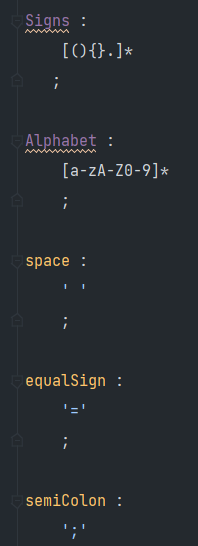 Signs :
[(){}.]*
;
Alphabet :
[a-zA-Z0-9]*
;
space :
' '
;
equalSign :
'='
;
semiColon :
';'